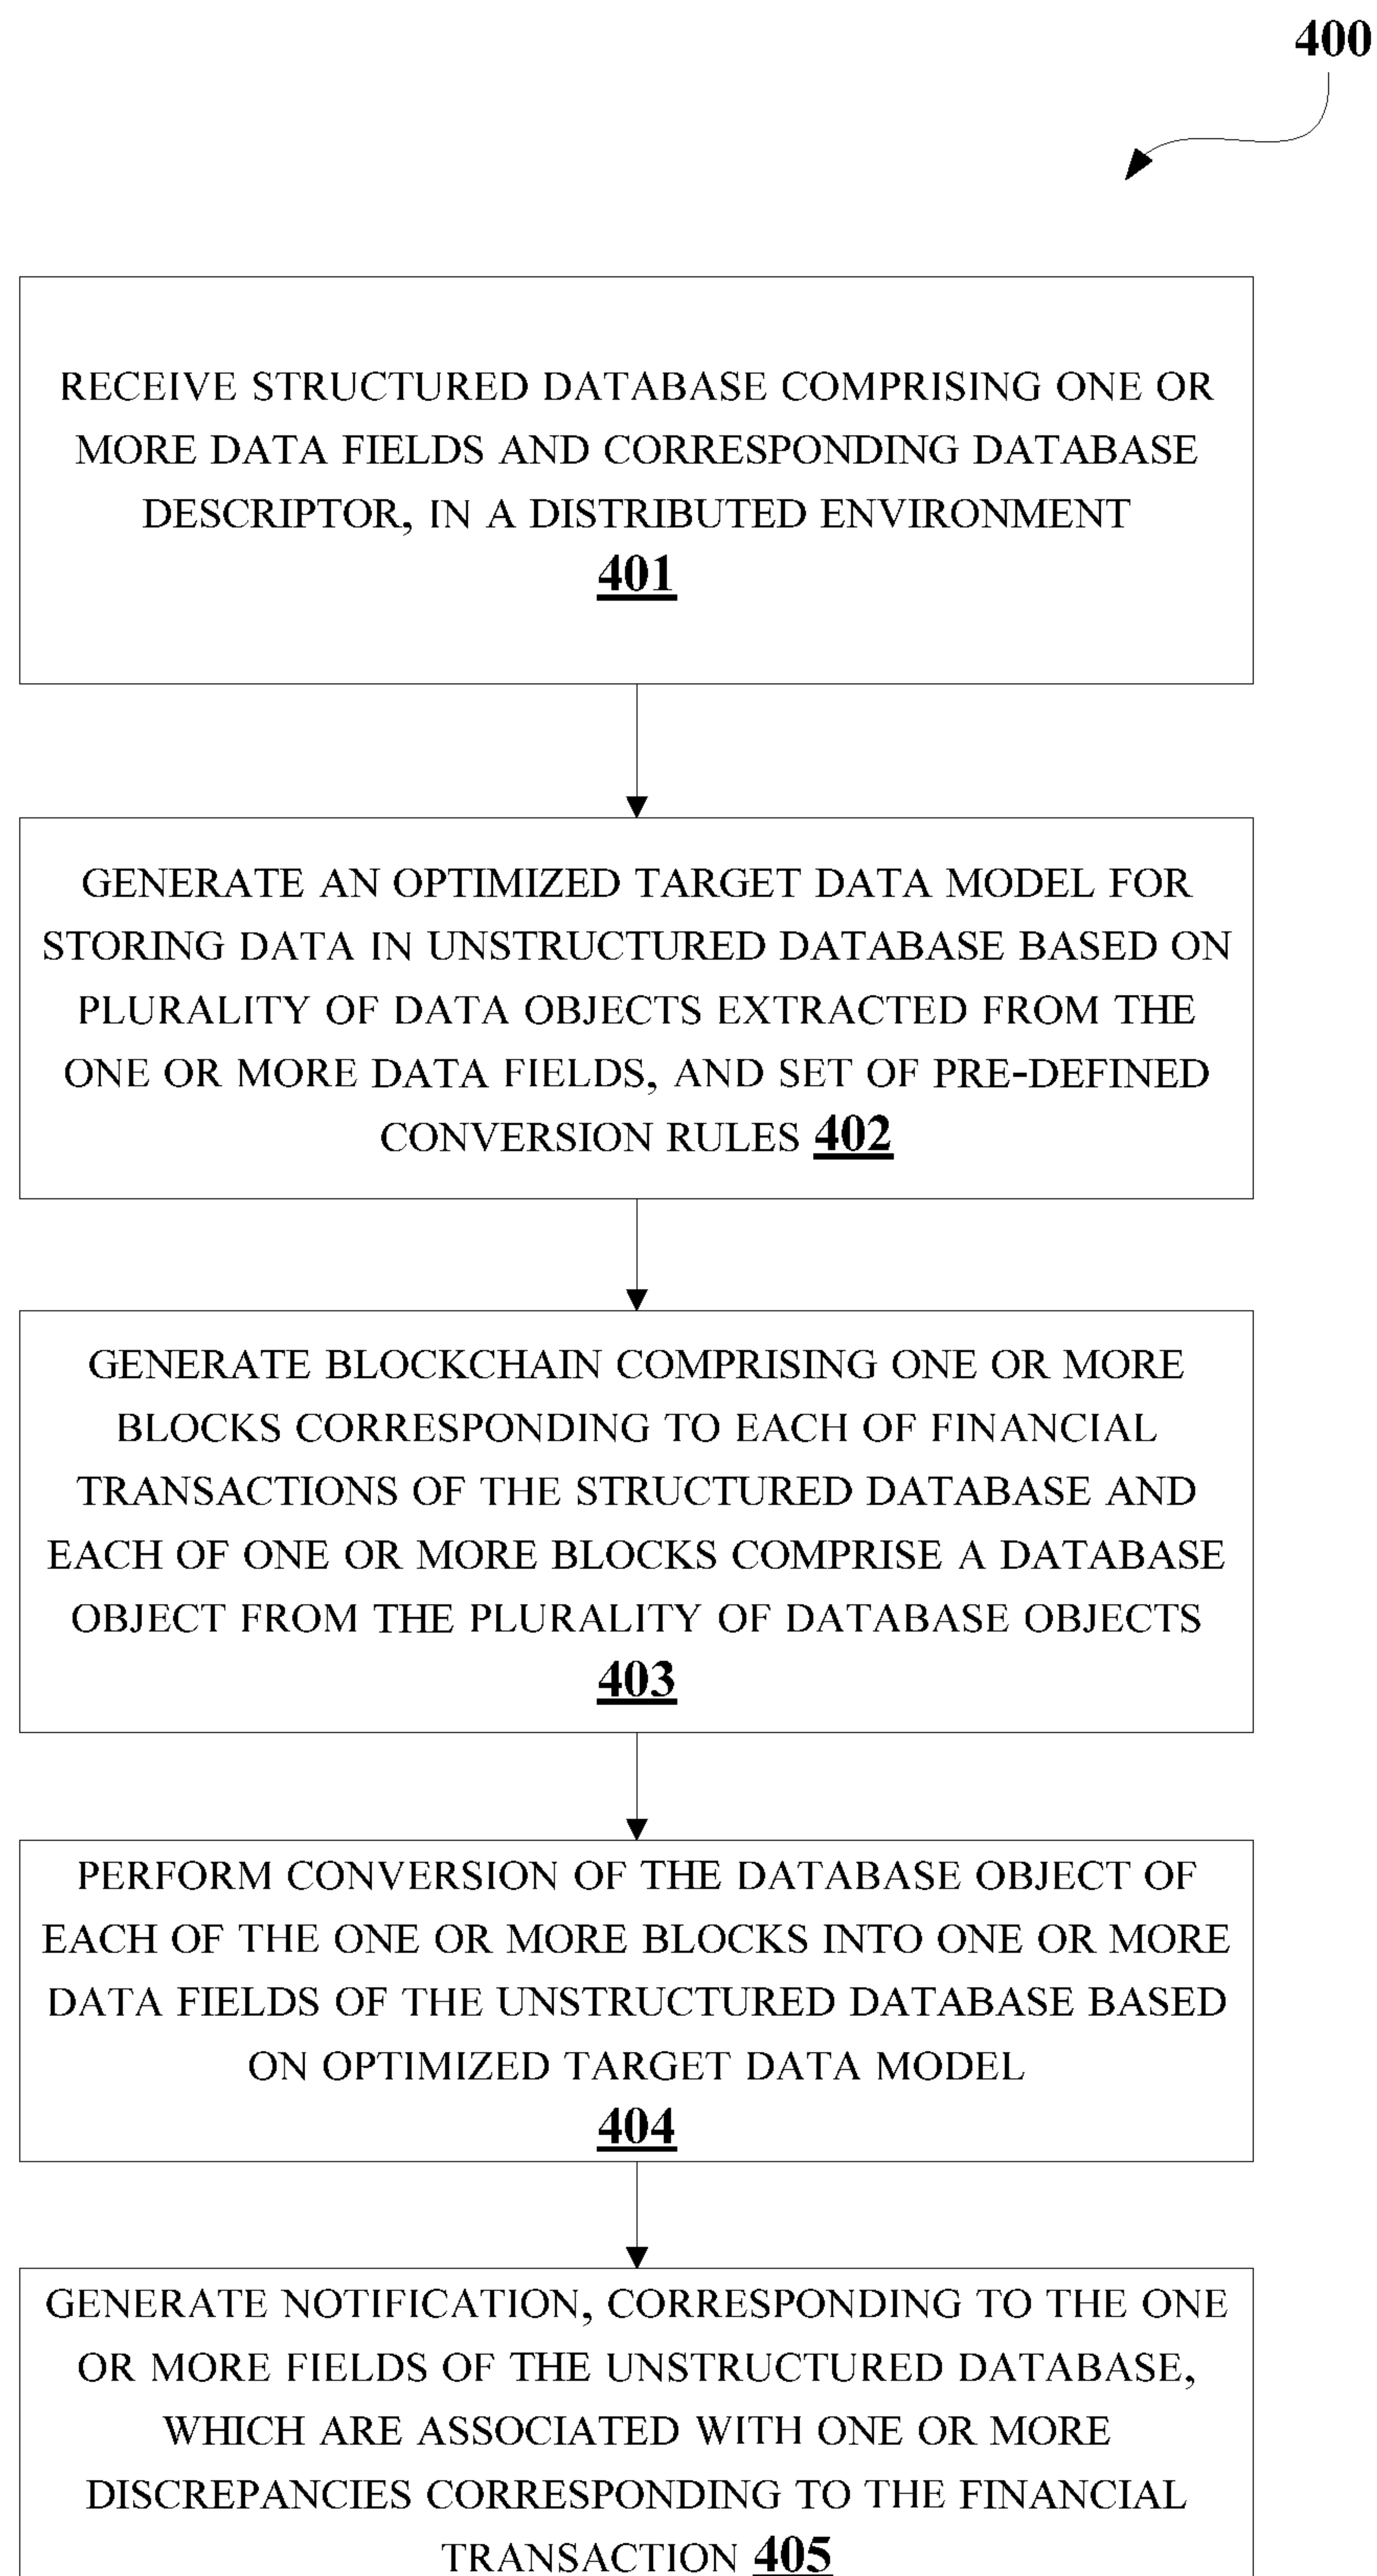 400
RECEIVE STRUCTURED DATABASE COMPRISING ONE OR
MORE DATA FIELDS AND CORRESPONDING DATABASE
DESCRIPTOR, IN A DISTRIBUTED ENVIRONMENT
401
GENERATE AN OPTIMIZED TARGET DATA MODEL FOR
STORING DATA IN UNSTRUCTURED DATABASE BASED ON
PLURALITY OF DATA OBJECTS EXTRACTED FROM THE
ONE OR MORE DATA FIELDS, AND SET OF PRE-DEFINED
CONVERSION RULES 402
GENERATE BLOCKCHAIN COMPRISING ONE OR MORE
BLOCKS CORRESPONDING TO EACH OF FINANCIAL
TRANSACTIONS OF THE STRUCTURED DATABASE AND
EACH OF ONE OR MORE BLOCKS COMPRISE A DATABASE
OBJECT FROM THE PLURALITY OF DATABASE OBJECTS
403
PERFORM CONVERSION OF THE DATABASE OBJECT OF
EACH OF THE ONE OR MORE BLOCKS INTO ONE OR MORE
DATA FIELDS OF THE UNSTRUCTURED DATABASE BASED
ON OPTIMIZED TARGET DATA MODEL
404
GENERATE NOTIFICATION, CORRESPONDING TO THE ONE
OR MORE FIELDS OF THE UNSTRUCTURED DATABASE,
WHICH ARE ASSOCIATED WITH ONE OR MORE
DISCREPANCIES CORRESPONDING TO THE FINANCIAL
TRANSACTION 405